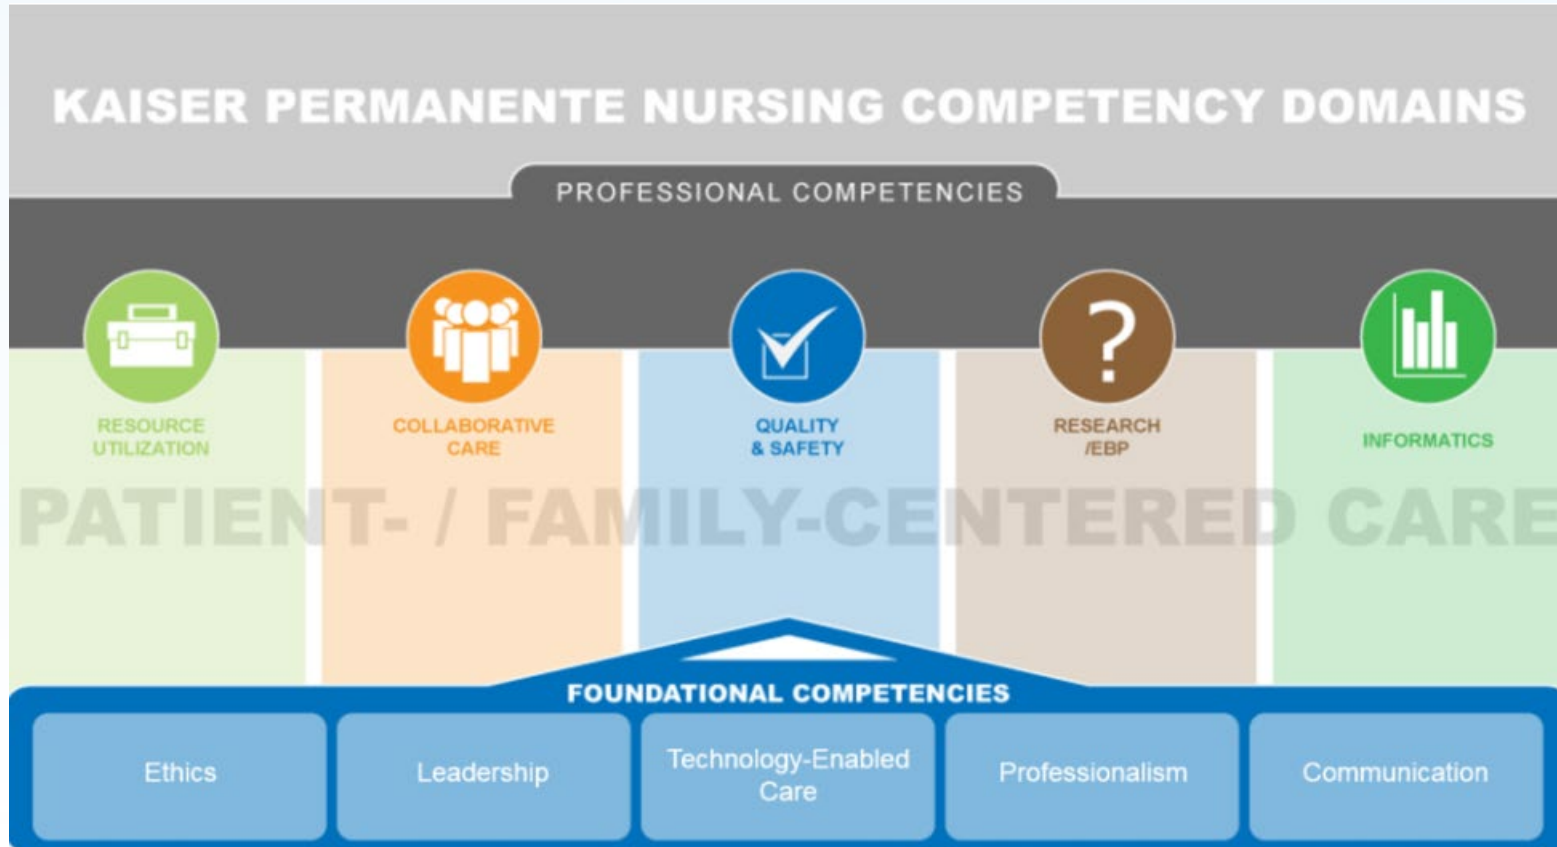 KAISER PERMANENTE NURSING COMPETENCY DOMAINS
PROFESSIONAL COMPETENCIES
RESOURCE
UTILIZATION
COLLABORATIVE
CARE
QUALITY
& SAFETY
RESEARCH
/EBP
INFORMATICS
PATIENT- / FAMILY-CENTERED CARE
FOUNDATIONAL COMPETENCIES
Ethics
Leadership
Technology-Enabled
Care
Professionalism
Communication